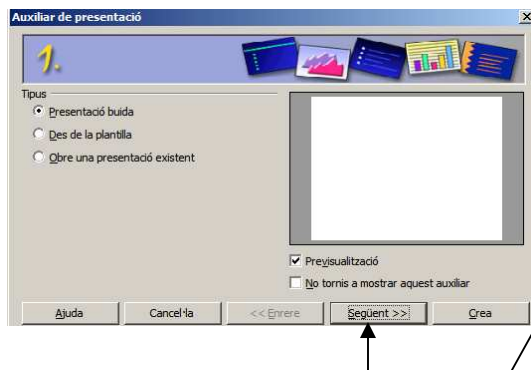 Auxiliar de presentació
1.
Tipus
Presentació buida
Des de la plantilla
Obre una presentació existent
Previsualització
No tornis a mostrar aquest auxiliar
Ajuda
Cancel·la
<< Enrere
Següent >>
Crea